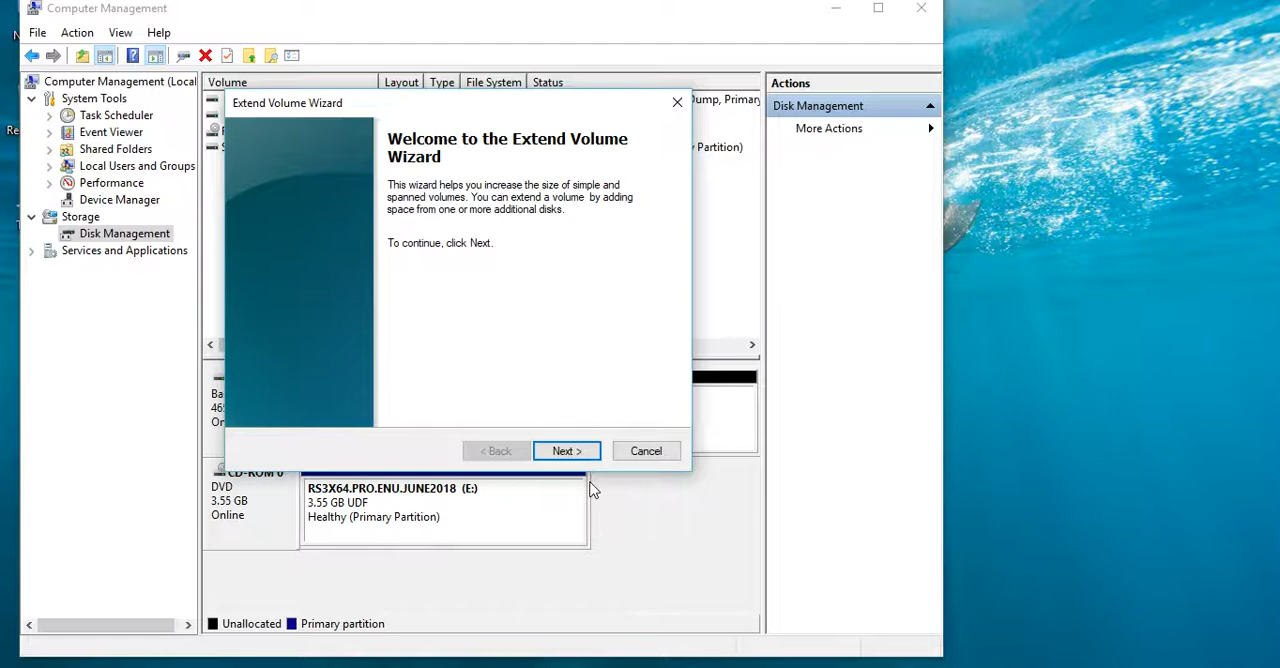 Computer Management
File Action View Help
Computer Management (Local
System Tools
Task Scheduler
Event Viewer
Shared Folders
Local Users and Groups
Performance
Device Manager
Storage
Disk Management
Services and Applications
Volume Layout Type File System Status
Dump, Primary
Partition)
Extend Volume Wizard
Welcome to the Extend Volume
Wizard
This wizard helps you increase the size of simple and
spanned volumes. You can extend a volume by adding
space from one or more additional disks.
To continue, click Next.
< Back Next > Cancel
Ba
46
On
CD-ROM 0
DVD
3.55 GB
Online
RS3X64.PRO.ENU.JUNE2018 (E:)
3.55 GB UDF
Healthy (Primary Partition)
Unallocated Primary partition
Actions
Disk Management
More Actions